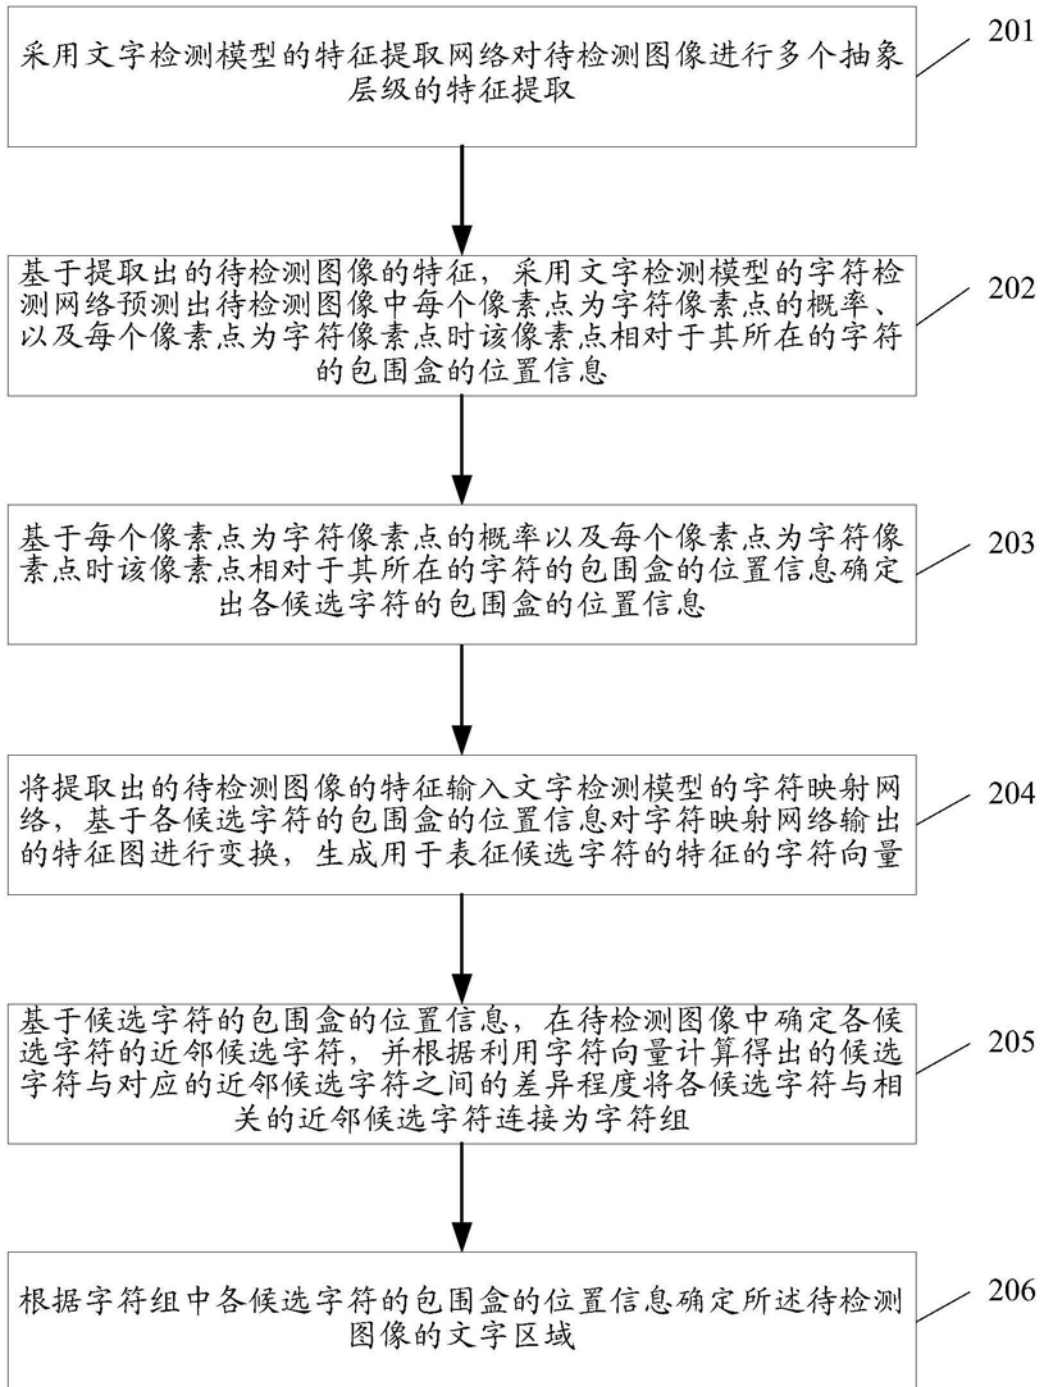 采用文字检测模型的特征提取网络对待检测图像进行多个抽象
层级的特征提取
201
基于提取出的待检测图像的特征，采用文字检测模型的字符检
测网络预测出待检测图像中每个像素点为字符像素点的概率、
以及每个像素点为字符像素点时该像素点相对于其所在的字符
的包围盒的位置信息
202
基于每个像素点为字符像素点的概率以及每个像素点为字符像
素点时该像素点相对于其所在的字符的包围盒的位置信息确定
出各候选字符的包围盒的位置信息
203
将提取出的待检测图像的特征输入文字检测模型的字符映射网
络，基于各候选字符的包围盒的位置信息对字符映射网络输出
的特征图进行变换，生成用于表征候选字符的特征的字符向量
204
基于候选字符的包围盒的位置信息，在待检测图像中确定各候
选字符的近邻候选字符，并根据利用字符向量计算得出的候选
字符与对应的近邻候选字符之间的差异程度将各候选字符与相
关的近邻候选字符连接为字符组
205
根据字符组中各候选字符的包围盒的位置信息确定所述待检测
图像的文字区域
206